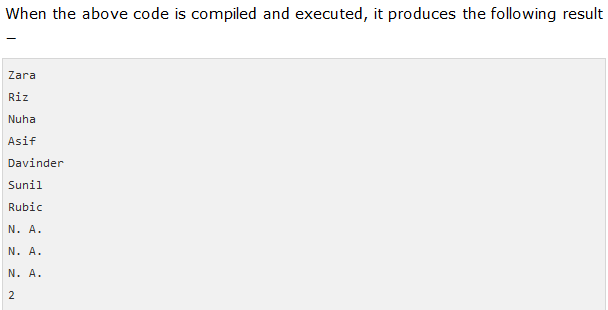 When the above code is compiled and executed, it produces the following result
–
Zara
Riz
Nuha
Asif
Davinder
Sunil
Rubic
N. A.
N. A.
N. A.
2